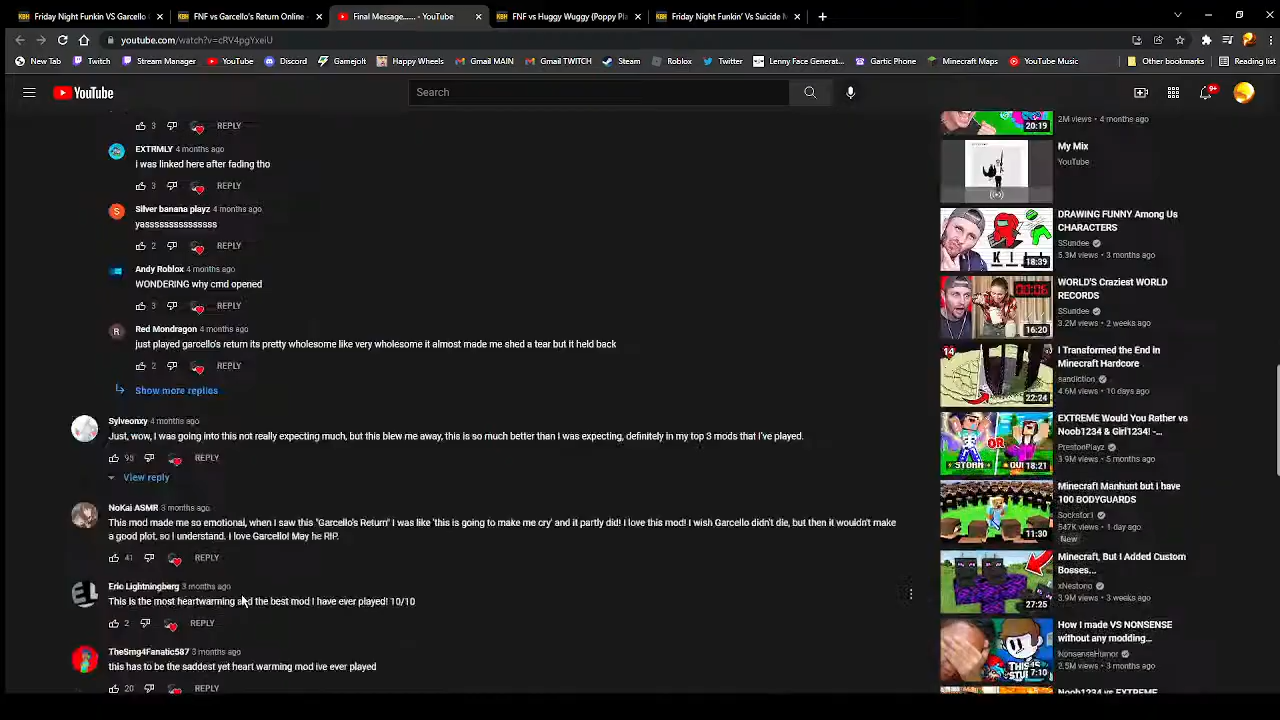 Friday Night Funkin VS Garcello
FNF vs Garcello's Return Online
Final Message...... - YouTube
FNF vs Huggy Wuggy (Poppy Pla
Friday Night Funkin' Vs Suicide M
youtube.com/watch?v=cRV4pgYxeiU
New Tab
Twitch
Stream Manager
YouTube
Discord
Gamejolt
Happy Wheels
Gmail MAIN
Gmail TWITCH
Steam
Roblox
Twitter
Lenny Face Generat...
Gartic Phone
Minecraft Maps
YouTube Music
Other bookmarks
Reading list
YouTube
Search
9+
3 REPLY
EXTRMLY 4 months ago
i was linked here after fading tho
3 REPLY
Silver banana playz 4 months ago
yasssssssssssssss
2 REPLY
Andy Roblox 4 months ago
WONDERING why cmd opened
3 REPLY
Red Mondragon 4 months ago
just played garcello's return its pretty wholesome like very wholesome it almost made me shed a tear but it held back
2 REPLY
Show more replies
Sylveonxy 4 months ago
Just, wow, I was going into this not really expecting much, but this blew me away, this is so much better than I was expecting, definitely in my top 3 mods that I've played.
95 REPLY
View reply
NoKai ASMR 3 months ago
This mod made me so emotional, when I saw this "Garcello's Return" I was like 'this is going to make me cry' and it partly did! I love this mod! I wish Garcello didn't die, but then it wouldn't make
a good plot, so I understand. I love Garcello! May he RIP.
41 REPLY
Eric Lightningberg 3 months ago
This is the most heartwarming and the best mod I have ever played! 10/10
2 REPLY
TheSmg4Fanatic587 3 months ago
this has to be the saddest yet heart warming mod ive ever played
20 REPLY
20:19
2M views • 4 months ago
My Mix
YouTube
DRAWING FUNNY Among Us
CHARACTERS
SSundee
5.3M views • 3 months ago
18:39
WORLD'S Craziest WORLD
RECORDS
SSundee
3.2M views • 2 weeks ago
16:20
I Transformed the End in
Minecraft Hardcore
sandiction
4.6M views • 10 days ago
14
22:24
EXTREME Would You Rather vs
Noob1234 & Girl1234! -...
PrestonPlayz
3.9M views • 5 months ago
OR
18:21
Minecraft Manhunt but i have
100 BODYGUARDS
Socksfor1
547K views • 1 day ago
New
11:30
Minecraft, But I Added Custom
Bosses...
xNestorio
3.9M views • 3 weeks ago
27:25
How I made VS NONSENSE
without any modding...
NonsenseHumor
2.5M views • 3 months ago
7:10
Noob1234 vs EXTREME